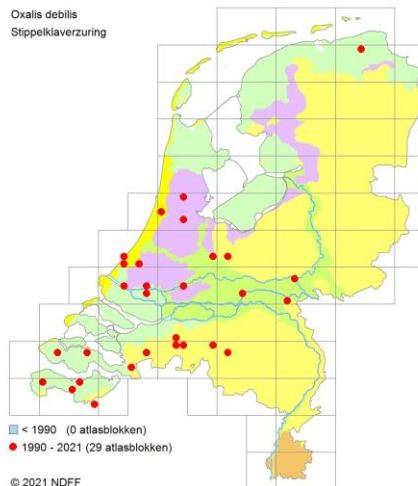 Oxalis debilis
Stippelklaverzuring
< 1990 (0 atlasblokken)
1990 - 2021 (29 atlasblokken)
© 2021 NDFF